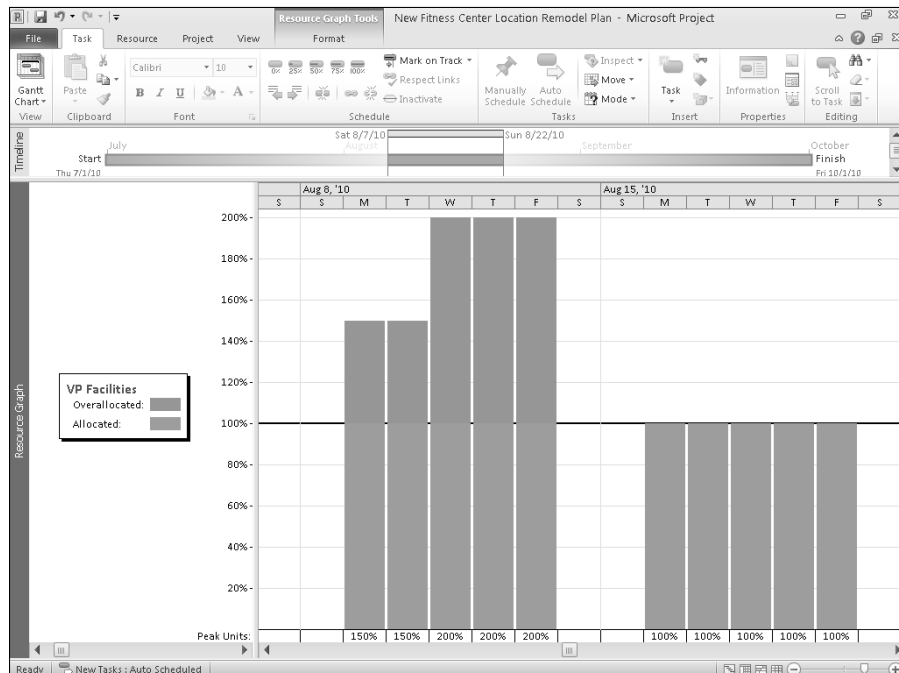 Resource Graph Tools New Fitness Center Location Remodel Plan - Microsoft Project
File Task Resource Project View Format
Gantt Chart
View
Paste
Clipboard
Calibri 10
B I U A
Font
0% 25% 50% 75% 100%
Mark on Track
Respect Links
Inactivate
Schedule
Manually Schedule
Auto Schedule
Inspect
Move
Mode
Tasks
Task
Insert
Information
Properties
Scroll to Task
Editing
Timeline
Sat 8/7/10 Sun 8/22/10
July August September October
Start Finish
Thu 7/1/10 Fri 10/1/10
Resource Graph
Aug 8, '10 Aug 15, '10
S S M T W T F S S M T W T F S
200%
180%
160%
140%
120%
100%
80%
60%
40%
20%
VP Facilities
Overallocated:
Allocated:
Peak Units: 150% 150% 200% 200% 200% 100% 100% 100% 100% 100%
Ready New Tasks : Auto Scheduled